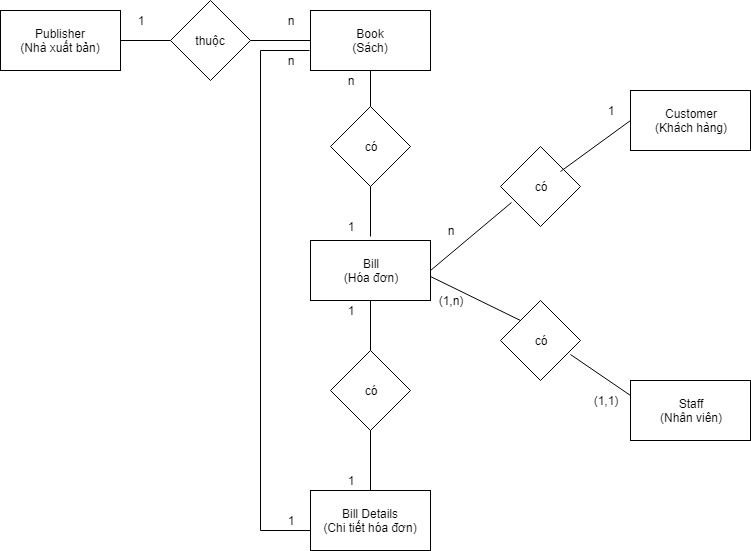 Publisher
(Nhà xuất bản)
1
thuộc
n
Book
(Sách)
n
n
có
1
Customer
(Khách hàng)
1
có
n
Bill
(Hóa đơn)
(1,n)
có
(1,1)
Staff
(Nhân viên)
1
có
1
Bill Details
(Chi tiết hóa đơn)
1